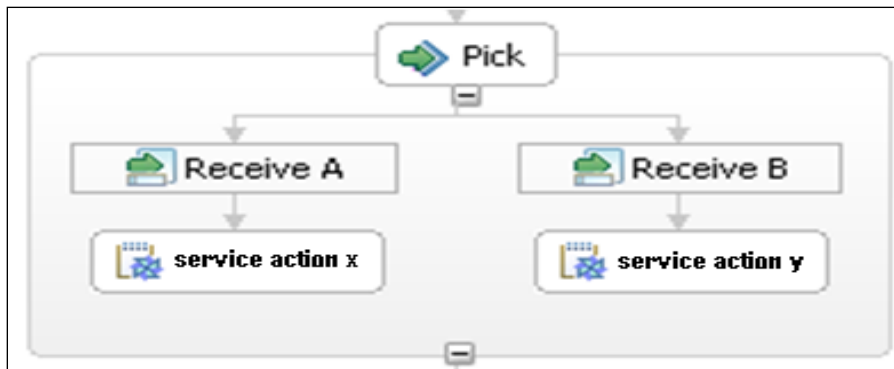 Pick
Receive A
Receive B
service action x
service action y